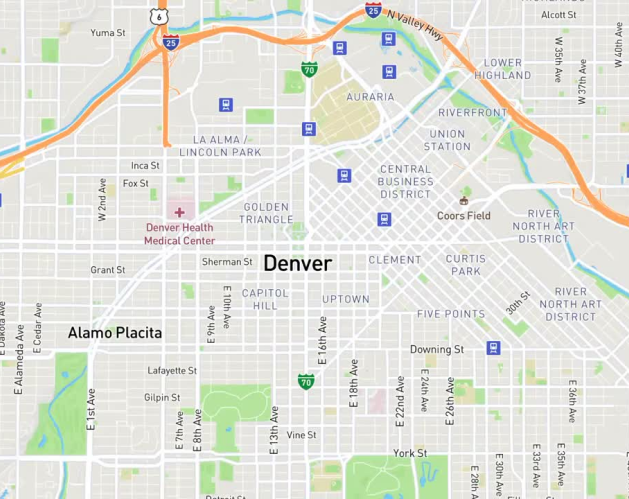 6
25
N Valley Hwy
Alcott St
Yuma St
25
W 35th Ave
W 37th Ave
W 40th Ave
70
LOWER
HIGHLAND
AURARIA
RIVERFRONT
UNION
STATION
LA ALMA /
LINCOLN PARK
Inca St
CENTRAL
BUSINESS
DISTRICT
Fox St
W 2nd Ave
GOLDEN
TRIANGLE
Coors Field
RIVER
NORTH ART
DISTRICT
Denver Health
Medical Center
Sherman St
Denver
CLEMENT
CURTIS
PARK
Grant St
E 9th Ave
E 10th Ave
CAPITOL
HILL
UPTOWN
30th St
RIVER
NORTH ART
DISTRICT
FIVE POINTS
E Dakota Ave
E Alameda Ave
E Cedar Ave
Alamo Placita
E 16th Ave
Downing St
E 18th Ave
Lafayette St
70
E 22nd Ave
E 24th Ave
E 26th Ave
E 36th Ave
Gilpin St
E 1st Ave
E 7th Ave
E 8th Ave
E 13th Ave
Vine St
York St
E 28th A
E 30th Ave
E 33rd Ave
E 35th Ave
Detroit St